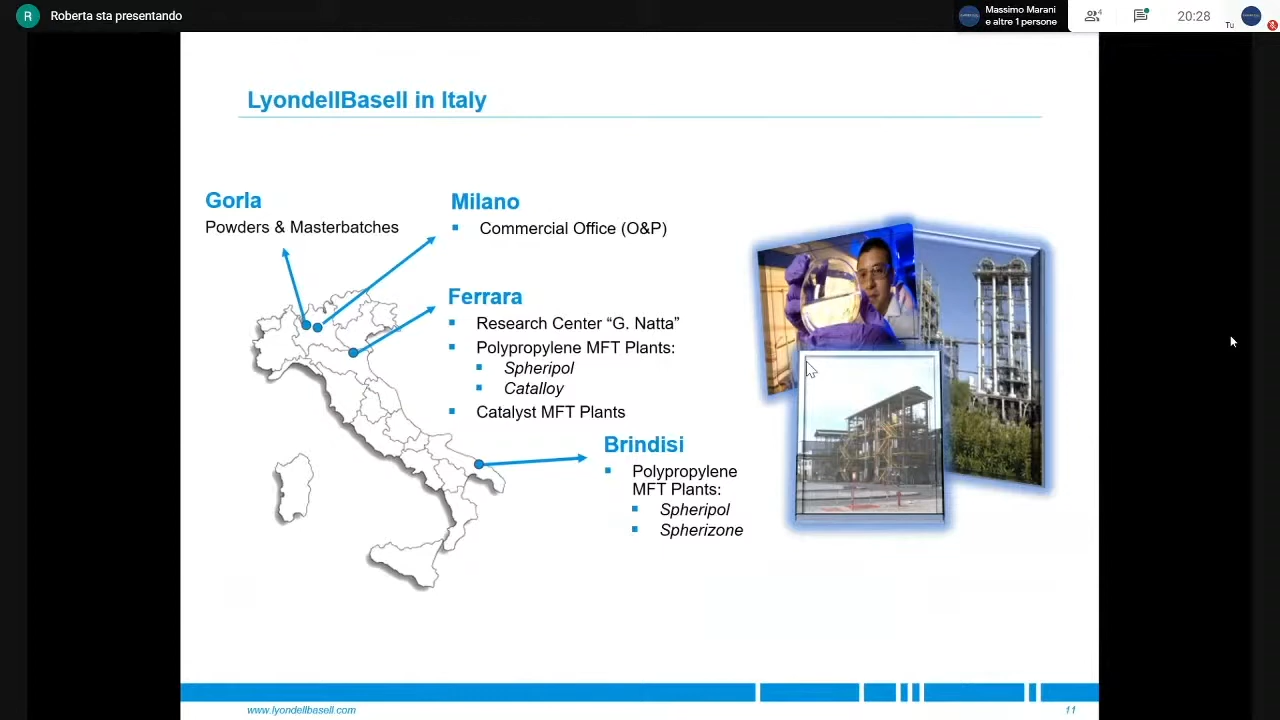 R
Roberta sta presentando
Massimo Marani
e altre 1 persone
4
20:28
Tu
LyondellBasell in Italy
Gorla
Powders & Masterbatches
Milano
▪ Commercial Office (O&P)
Ferrara
▪ Research Center “G. Natta”
▪ Polypropylene MFT Plants:
▪ Spheripol
▪ Catalloy
▪ Catalyst MFT Plants
Brindisi
▪ Polypropylene
MFT Plants:
▪ Spheripol
▪ Spherizone
www.lyondellbasell.com
11